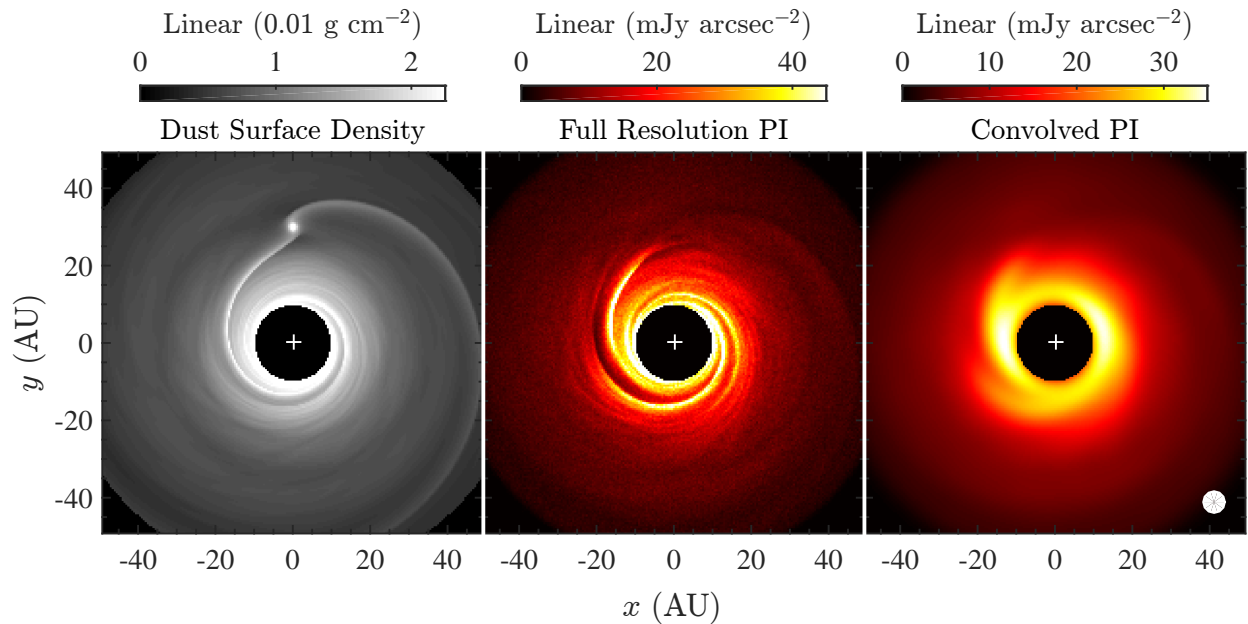 Linear (0.01 g cm⁻²) Linear (mJy arcsec⁻²) Linear (mJy arcsec⁻²)
0 1 2 0 20 40 0 10 20 30
Dust Surface Density Full Resolution PI Convolved PI
40
20
0
-20
-40
y (AU)
-40 -20 0 20 40 -40 -20 0 20 40 -40 -20 0 20 40
x (AU)